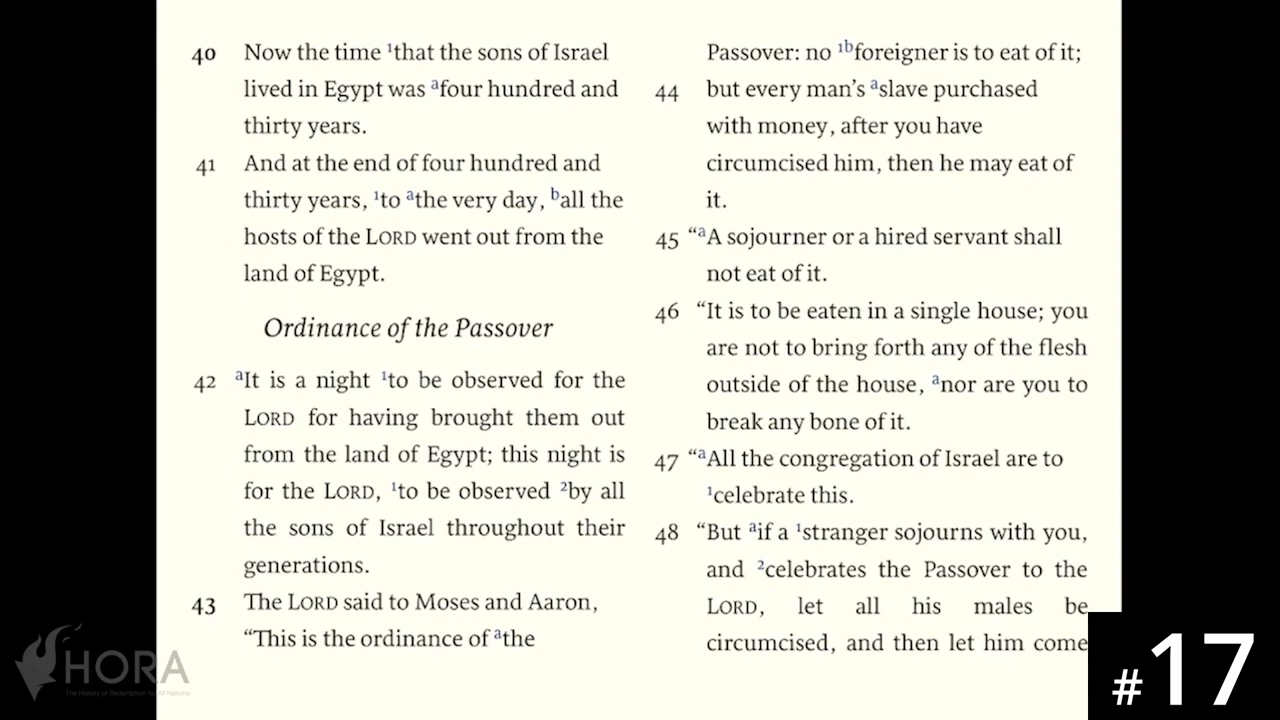 40 Now the time ¹that the sons of Israel
lived in Egypt was ᵃfour hundred and
thirty years.
41 And at the end of four hundred and
thirty years, ¹to ᵃthe very day, ᵇall the
hosts of the LORD went out from the
land of Egypt.
Ordinance of the Passover
42 ᵃIt is a night ¹to be observed for the
LORD for having brought them out
from the land of Egypt; this night is
for the LORD, ¹to be observed ²by all
the sons of Israel throughout their
generations.
43 The LORD said to Moses and Aaron,
“This is the ordinance of ᵃthe
Passover: no ¹ᵇforeigner is to eat of it;
44 but every man’s ᵃslave purchased
with money, after you have
circumcised him, then he may eat of
it.
45 “ᵃA sojourner or a hired servant shall
not eat of it.
46 “It is to be eaten in a single house; you
are not to bring forth any of the flesh
outside of the house, ᵃnor are you to
break any bone of it.
47 “ᵃAll the congregation of Israel are to
¹celebrate this.
48 “But ᵃif a ¹stranger sojourns with you,
and ²celebrates the Passover to the
LORD, let all his males be
circumcised, and then let him come
HORA
The History of Redemption for All Nations
#17